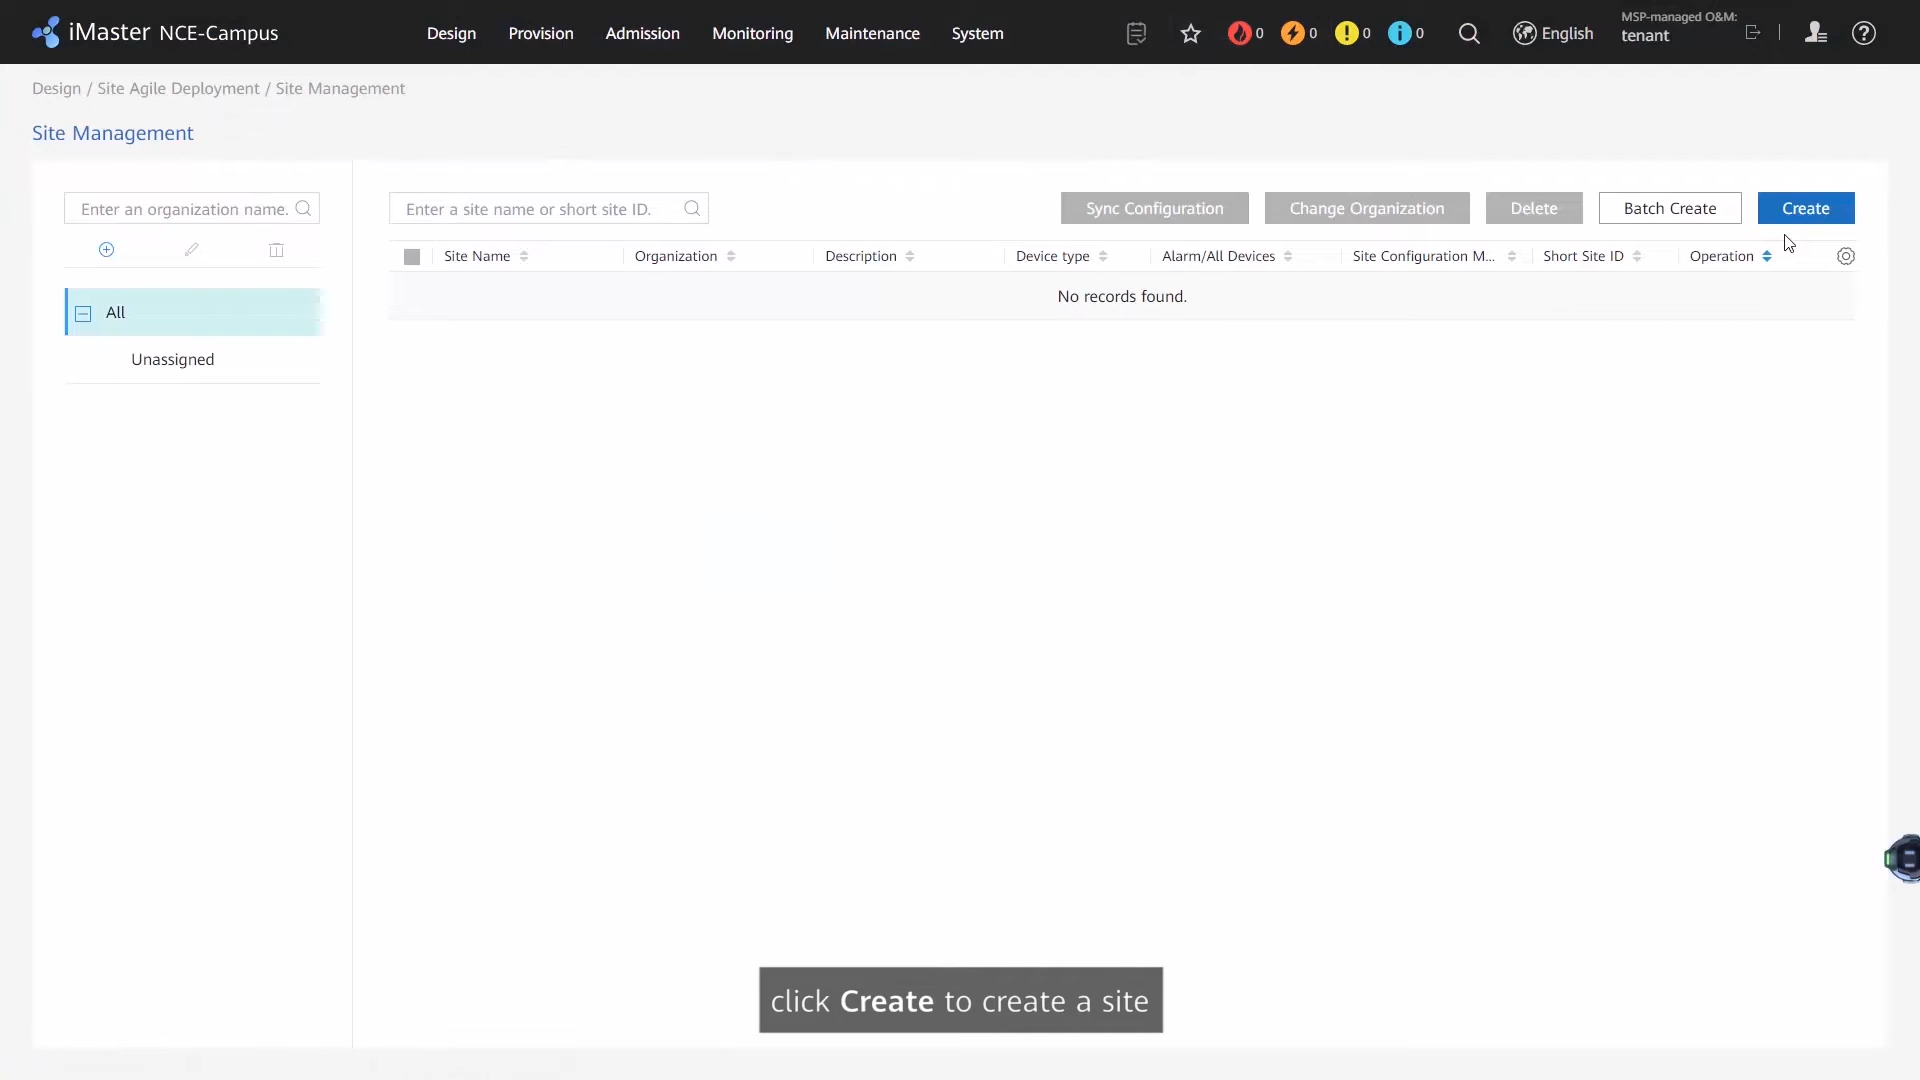 iMaster NCE-Campus
Design Provision Admission Monitoring Maintenance System
0 0 0 0
English
MSP-managed O&M:
tenant
Design / Site Agile Deployment / Site Management
Site Management
Enter an organization name.
Enter a site name or short site ID.
Sync Configuration Change Organization Delete Batch Create Create
Site Name Organization Description Device type Alarm/All Devices Site Configuration M... Short Site ID Operation
No records found.
All
Unassigned
click Create to create a site